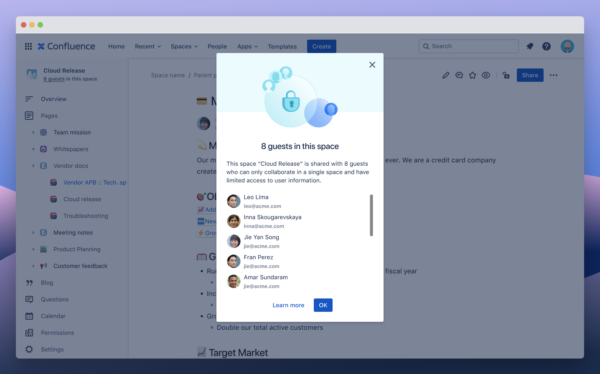 Confluence
Home
Recent
Spaces
People
Apps
Templates
Create
Search
Cloud Release
8 guests in this space
Space name / Parent p
Share
Overview
Pages
Team mission
Whitepapers
Vendor docs
Vendor APB :: Tech. sp
Cloud release
Troubleshooting
Meeting notes
Product Planning
Customer feedback
Blog
Questions
Calendar
Permissions
Settings
8 guests in this space
This space "Cloud Release" is shared with 8 guests
who can only collaborate in a single space and have
limited access to user information.
Leo Lima
leo@acme.com
Inna Skougarevskaya
inna@acme.com
Jie Yan Song
jie@acme.com
Fran Perez
jie@acme.com
Amar Sundaram
jie@acme.com
Learn more
OK
Our m
ever. We are a credit card company
create
fiscal year
Double our total active customers
Target Market